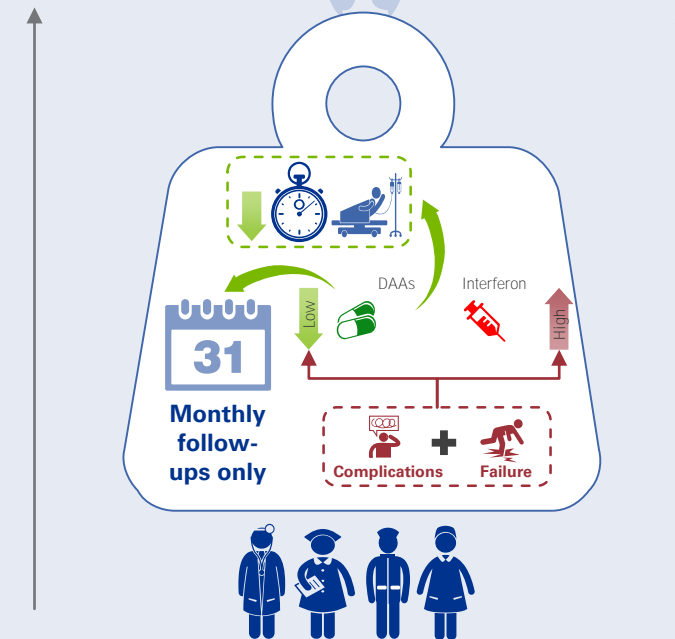 DAAs
Interferon
Low
High
31
Monthly
follow-
ups only
Complications
Failure